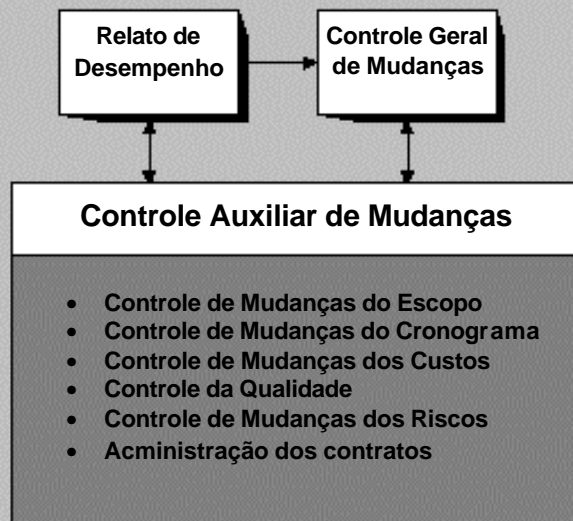 Relato de
Desempenho
Controle Geral
de Mudanças
Controle Auxiliar de Mudanças
• Controle de Mudanças do Escopo
• Controle de Mudanças do Cronograma
• Controle de Mudanças dos Custos
• Controle da Qualidade
• Controle de Mudanças dos Riscos
• Acministração dos contratos